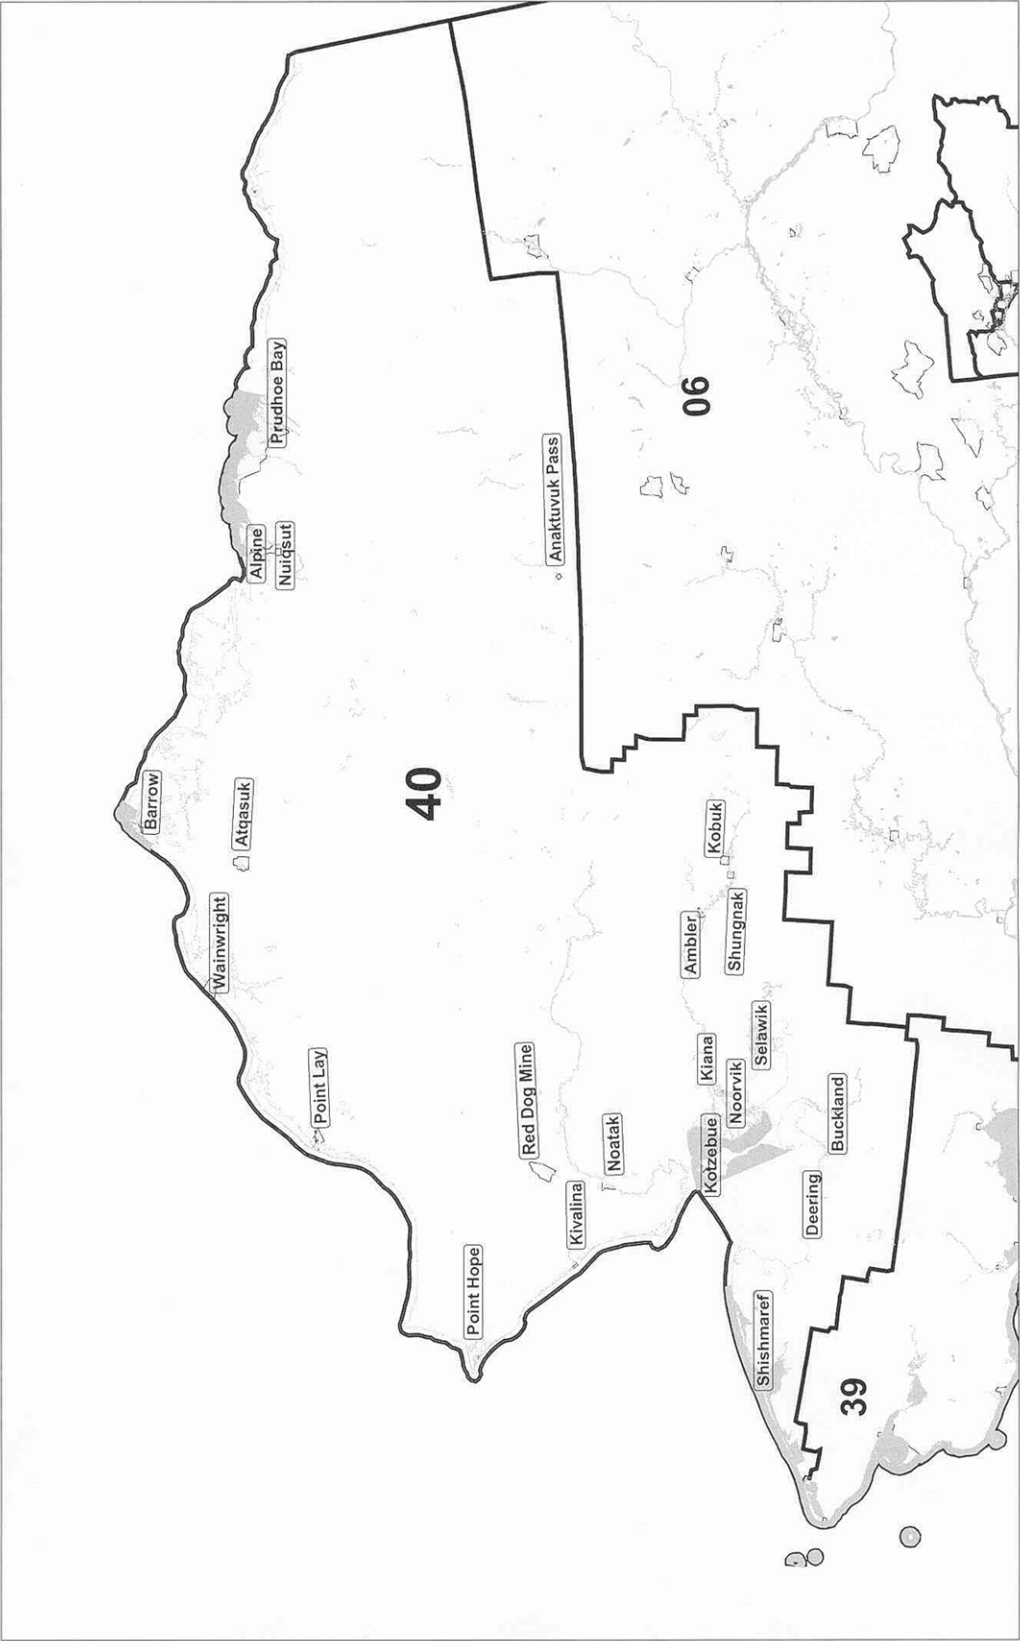 Barrow
Wainwright
Atqasuk
Alpine
Nuiqsut
Prudhoe Bay
Point Lay
40
Point Hope
Red Dog Mine
Anaktuvuk Pass
Kivalina
Noatak
06
Ambler
Kobuk
Kotzebue
Kiana
Noorvik
Shungnak
Shishmaref
Selawik
Deering
Buckland
39